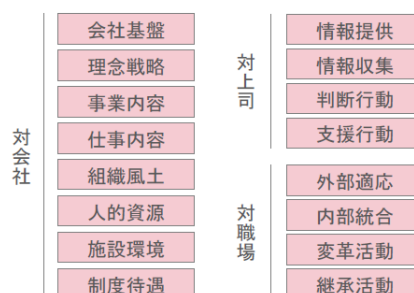 対会社
会社基盤
理念戦略
事業内容
仕事内容
組織風土
人的資源
施設環境
制度待遇
対上司
情報提供
情報収集
判断行動
支援行動
対職場
外部適応
内部統合
変革活動
継承活動